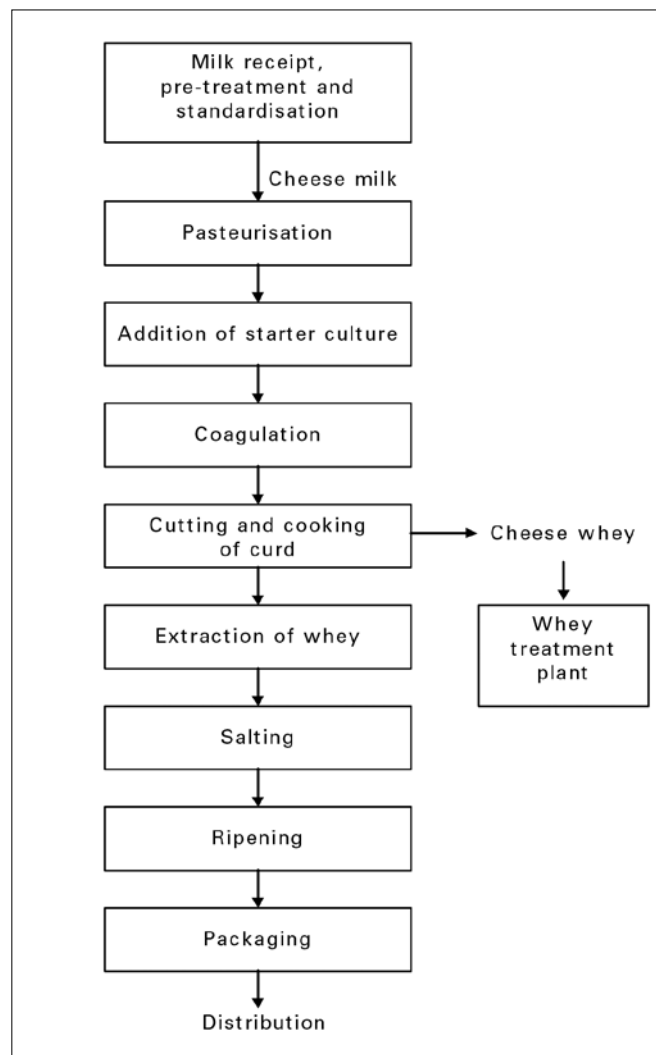 Milk receipt,
pre-treatment and
standardisation
Cheese milk
Pasteurisation
Addition of starter culture
Coagulation
Cutting and cooking
of curd
Cheese whey
Extraction of whey
Whey
treatment
plant
Salting
Ripening
Packaging
Distribution